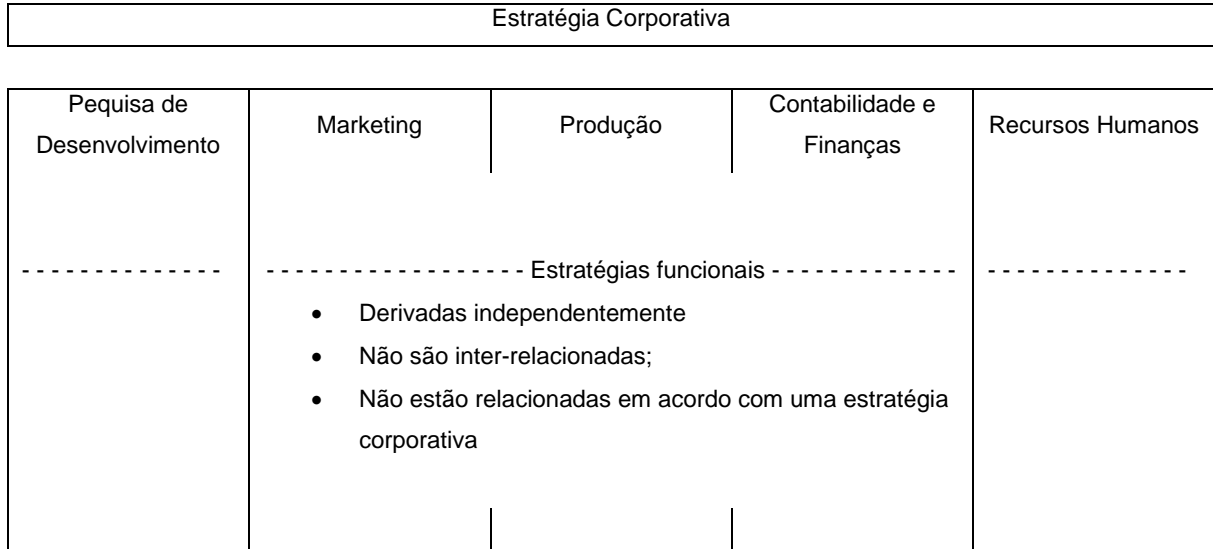 Estratégia Corporativa
Pequisa de
Desenvolvimento
Marketing
Produção
Contabilidade e
Finanças
Recursos Humanos
- - - - - - - - - - - - - - - - - - - - - - - - - - - - - - - - Estratégias funcionais - - - - - - - - - - - - - - - - - - - - - - - - - - -
• Derivadas independentemente
• Não são inter-relacionadas;
• Não estão relacionadas em acordo com uma estratégia
corporativa